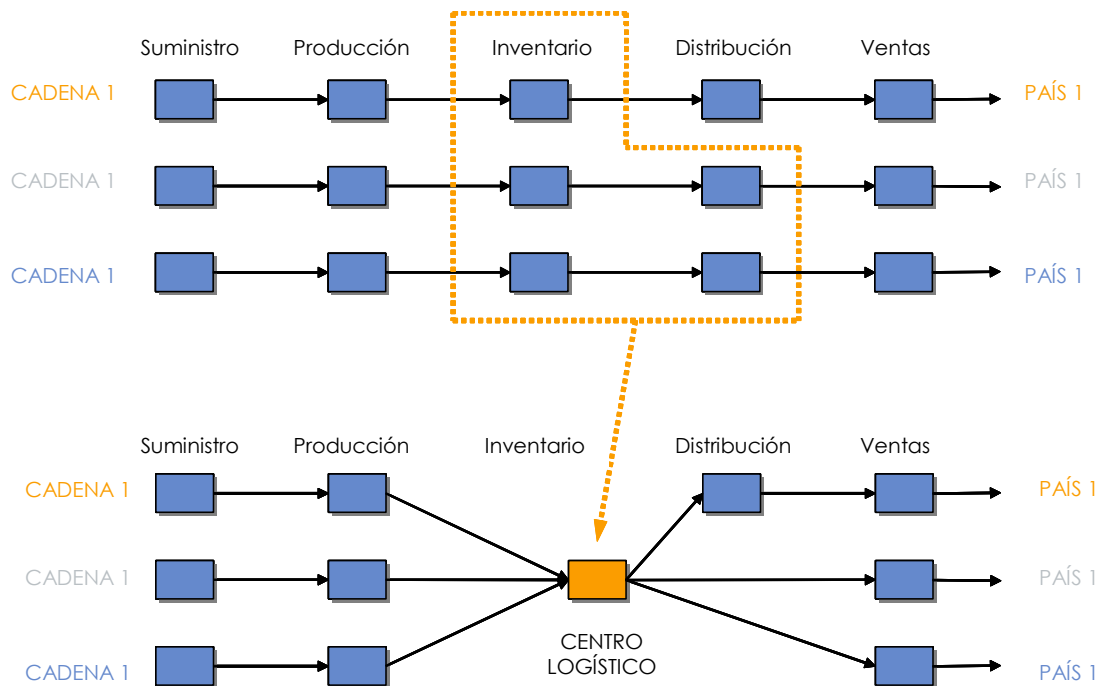 Suministro Producción Inventario Distribución Ventas
CADENA 1 PAÍS 1
CADENA 1 PAÍS 1
CADENA 1 PAÍS 1
Suministro Producción Inventario Distribución Ventas
CADENA 1 PAÍS 1
CADENA 1 PAÍS 1
CENTRO
LOGÍSTICO
CADENA 1 PAÍS 1